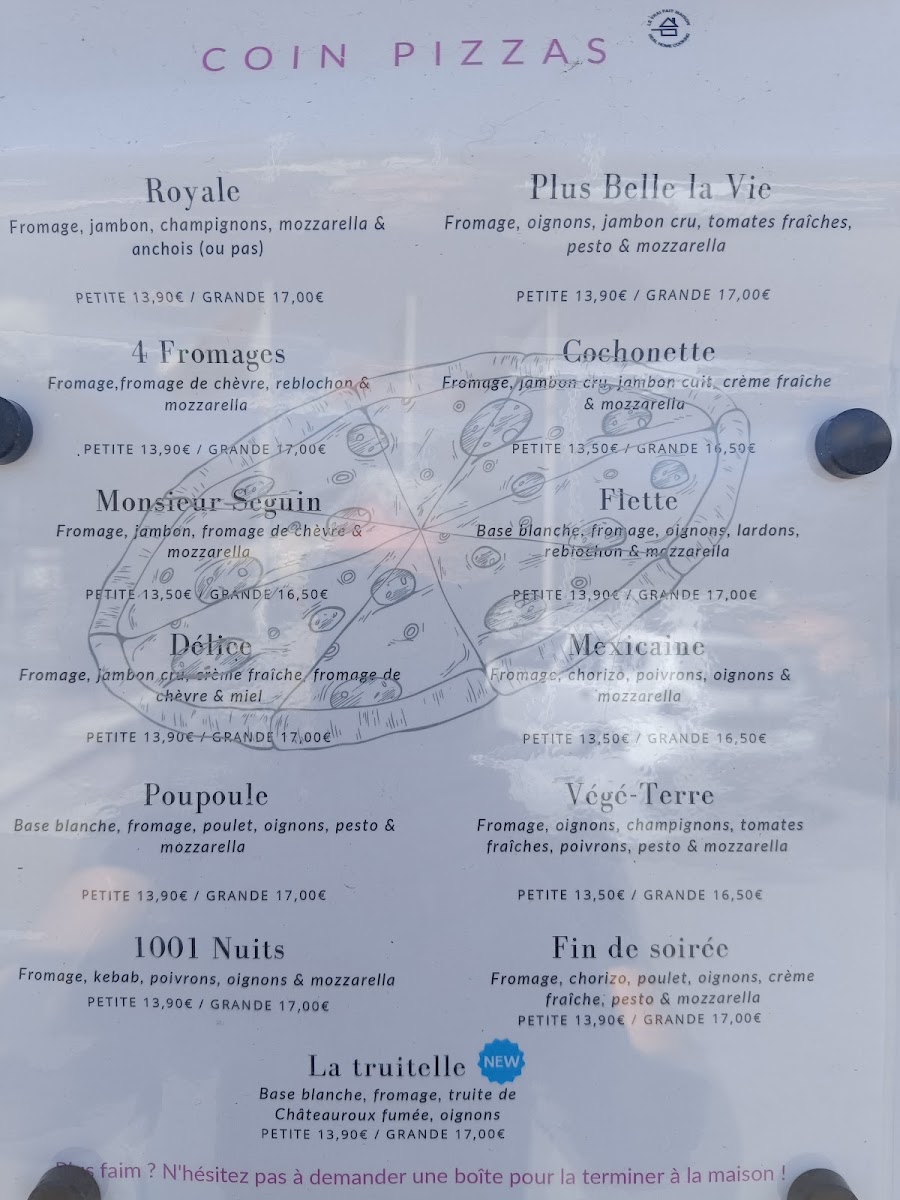 COIN PIZZAS
LE VRAI FAIT MAISON
REAL HOME COOKING
Royale
Fromage, jambon, champignons, mozzarella &
anchois (ou pas)
PETITE 13,90€ / GRANDE 17,00€
Plus Belle la Vie
Fromage, oignons, jambon cru, tomates fraîches,
pesto & mozzarella
PETITE 13,90€ / GRANDE 17,00€
4 Fromages
Fromage,fromage de chèvre, reblochon &
mozzarella
PETITE 13,90€ / GRANDE 17,00€
Cochonette
Fromage, jambon cru, jambon cuit, crème fraîche
& mozzarella
PETITE 13,50€ / GRANDE 16,50€
Monsieur Seguin
Fromage, jambon, fromage de chèvre &
mozzarella
PETITE 13,50€ / GRANDE 16,50€
Flette
Base blanche, fromage, oignons, lardons,
reblochon & mozzarella
PETITE 13,90€ / GRANDE 17,00€
Délice
Fromage, jambon cru, crème fraîche, fromage de
chèvre & miel
PETITE 13,90€ / GRANDE 17,00€
Mexicaine
Fromage, chorizo, poivrons, oignons &
mozzarella
PETITE 13,50€ / GRANDE 16,50€
Poupoule
Base blanche, fromage, poulet, oignons, pesto &
mozzarella
PETITE 13,90€ / GRANDE 17,00€
Végé-Terre
Fromage, oignons, champignons, tomates
fraîches, poivrons, pesto & mozzarella
PETITE 13,50€ / GRANDE 16,50€
1001 Nuits
Fromage, kebab, poivrons, oignons & mozzarella
PETITE 13,90€ / GRANDE 17,00€
Fin de soirée
Fromage, chorizo, poulet, oignons, crème
fraîche, pesto & mozzarella
PETITE 13,90€ / GRANDE 17,00€
La truitelle NEW
Base blanche, fromage, truite de
Châteauroux fumée, oignons
PETITE 13,90€ / GRANDE 17,00€
Plus faim ? N'hésitez pas à demander une boîte pour la terminer à la maison !